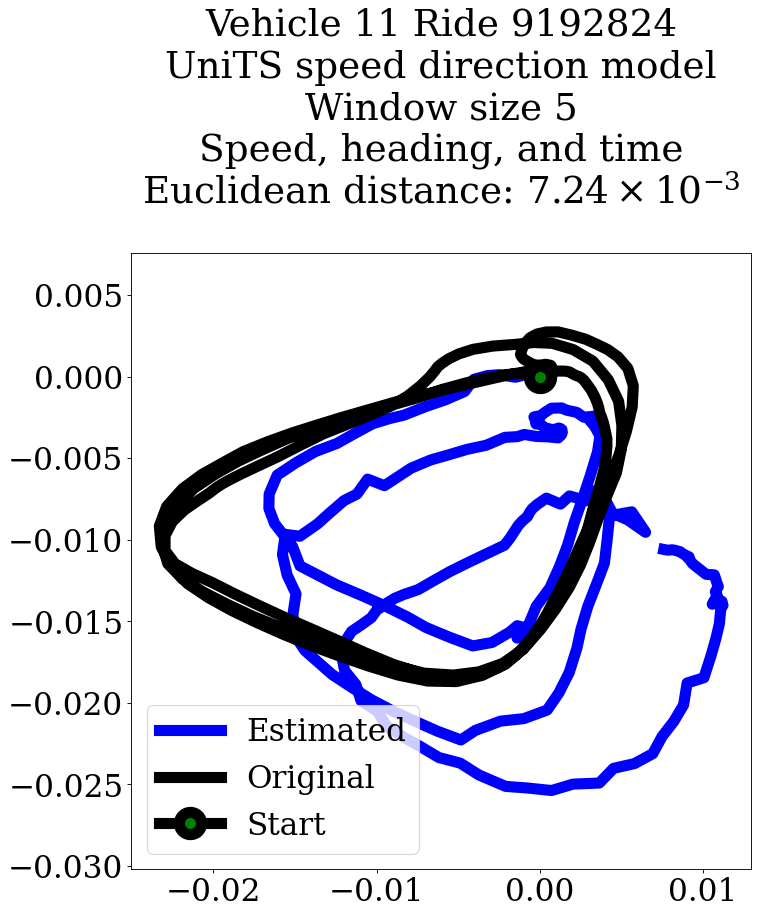 Vehicle 11 Ride 9192824
UniTS speed direction model
Window size 5
Speed, heading, and time
Euclidean distance: 7.24 × 10⁻³
0.005
0.000
−0.005
−0.010
−0.015
−0.020
−0.025
−0.030
Estimated
Original
Start
−0.02
−0.01
0.00
0.01